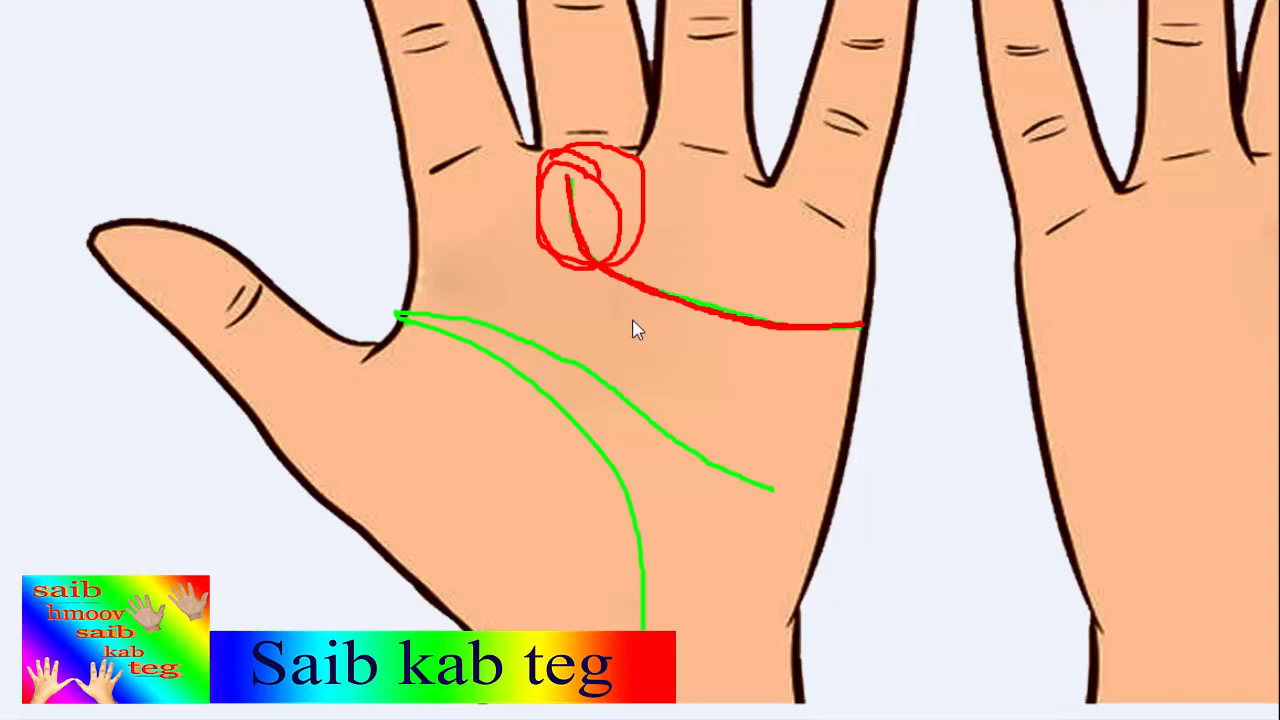 saib
hmoov
saib
kab
teg
Saib kab teg